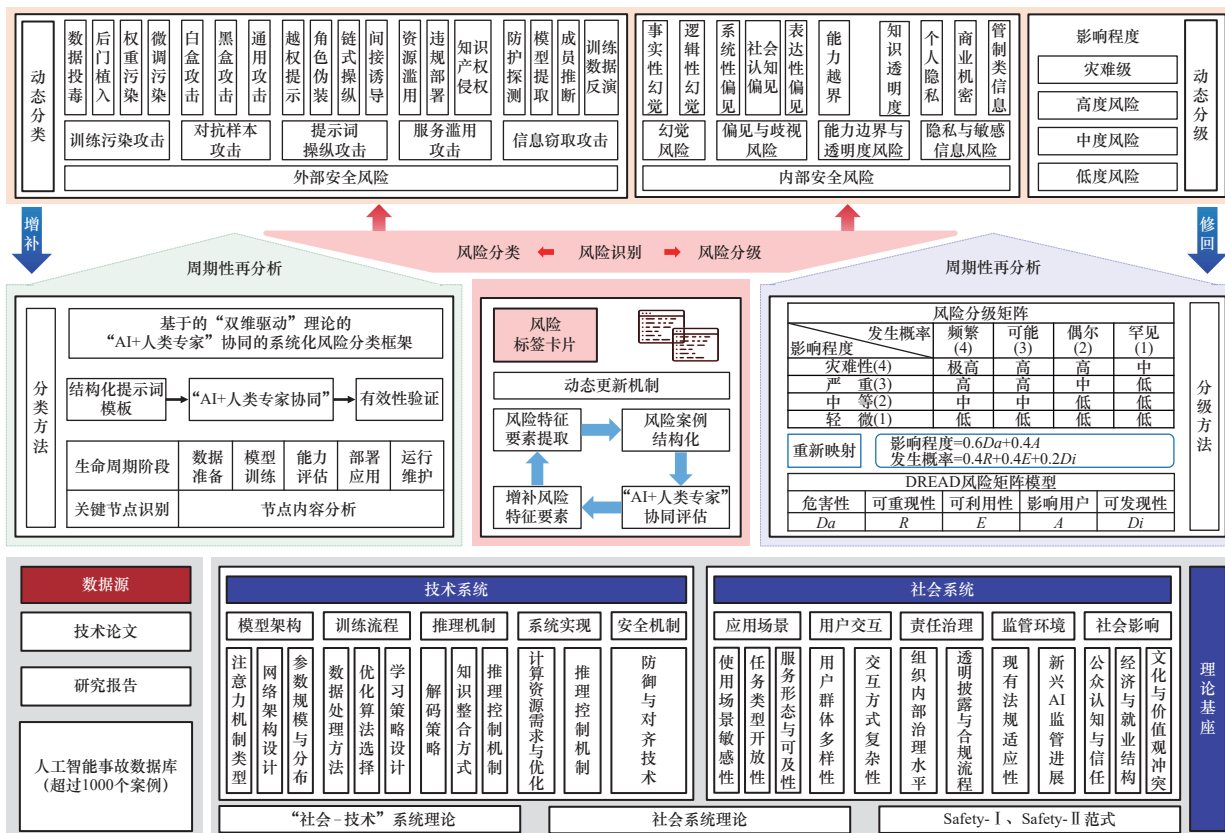 动态分类
数据投毒
后门植入
权重污染
微调污染
白盒攻击
黑盒攻击
通用攻击
越权提示
角色伪装
链式操纵
间接诱导
资源滥用
违规部署
知识
产权
侵权
防护探测
模型提取
成员推断
训练
数据
反演
训练污染攻击
对抗样本
攻击
提示词
操纵攻击
服务滥用
攻击
信息窃取攻击
外部安全风险
事实性幻觉
逻辑性幻觉
系统性偏见
社会
认知
偏见
表达性偏见
能力越界
知识透明度
个人隐私
商业机密
管制类信息
幻觉
风险
偏见与歧视
风险
能力边界与
透明度风险
隐私与敏感
信息风险
内部安全风险
影响程度
灾难级
高度风险
中度风险
低度风险
动态分级
增补
修回
风险分类
风险识别
风险分级
周期性再分析
周期性再分析
分类方法
基于的“双维驱动”理论的
“AI+人类专家”协同的系统化风险分类框架
结构化提示词
模板
“AI+人类专家协同”
有效性验证
生命周期阶段
数据
准备
模型
训练
能力
评估
部署
应用
运行
维护
关键节点识别
节点内容分析
风险
标签卡片
动态更新机制
风险特征
要素提取
风险案例
结构化
增补风险
特征要素
“AI+人类专家”
协同评估
风险分级矩阵
发生概率
影响程度
频繁
(4)
可能
(3)
偶尔
(2)
罕见
(1)
灾难性(4) 极高 高 高 中
严 重(3) 高 高 中 低
中 等(2) 中 中 低 低
轻 微(1) 低 低 低 低
重新映射
影响程度=0.6Da+0.4A
发生概率=0.4R+0.4E+0.2Di
DREAD风险矩阵模型
危害性 可重现性 可利用性 影响用户 可发现性
Da R E A Di
分级方法
数据源
技术论文
研究报告
人工智能事故数据库
(超过1000个案例)
技术系统
模型架构
训练流程
推理机制
系统实现
安全机制
注意力机制类型
网络架构设计
参数规模与分布
数据处理方法
优化算法选择
学习策略设计
解码策略
知识整合方式
推理控制机制
计算资源需求与优化
推理控制机制
防御与对齐技术
社会系统
应用场景
用户交互
责任治理
监管环境
社会影响
使用场景敏感性
任务类型开放性
服务形态与可及性
用户群体多样性
交互方式复杂性
组织内部治理水平
透明披露与合规流程
现有法规适应性
新兴AI监管进展
公众认知与信任
经济与就业结构
文化与价值观冲突
理论基座
“社会–技术”系统理论
社会系统理论
Safety-Ⅰ、Safety-Ⅱ范式